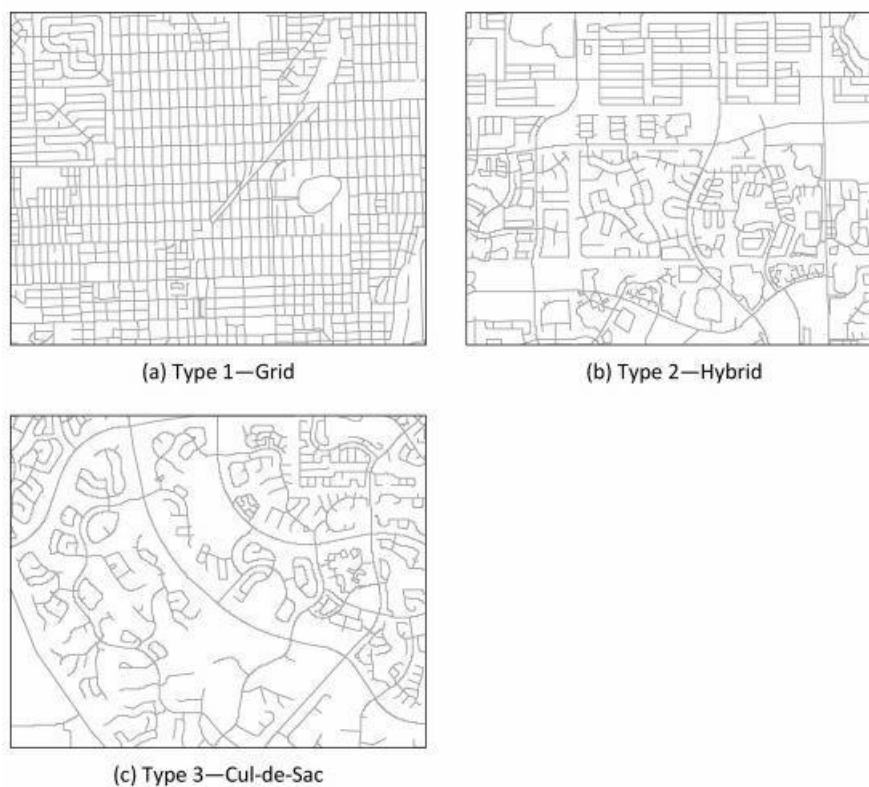 (a) Type 1—Grid
(b) Type 2—Hybrid
(c) Type 3—Cul-de-Sac